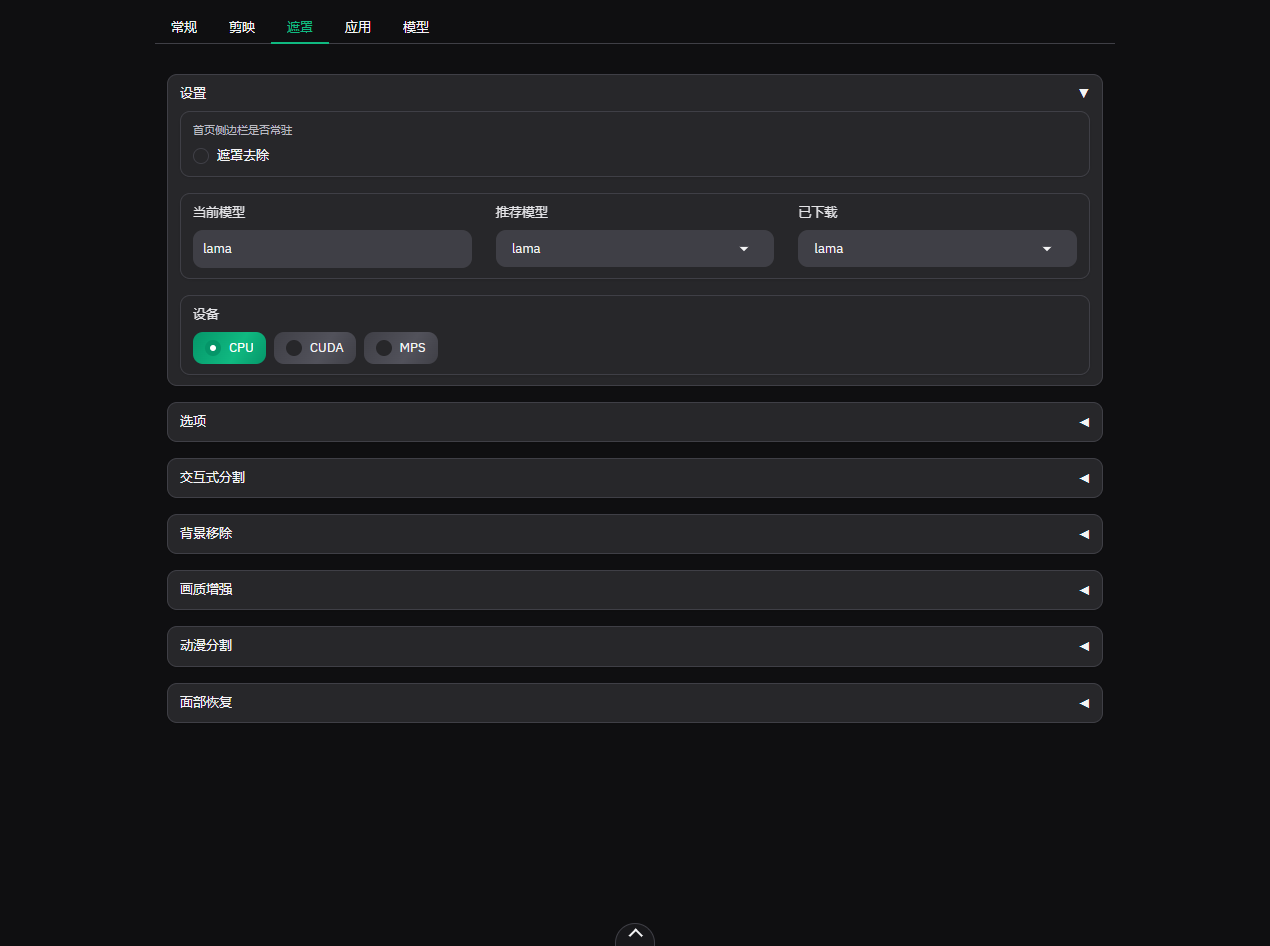 常规 剪映 遮罩 应用 模型
设置
首页侧边栏是否常驻
遮罩去除
当前模型 推荐模型 已下载
lama lama lama
设备
CPU CUDA MPS
选项
交互式分割
背景移除
画质增强
动漫分割
面部恢复